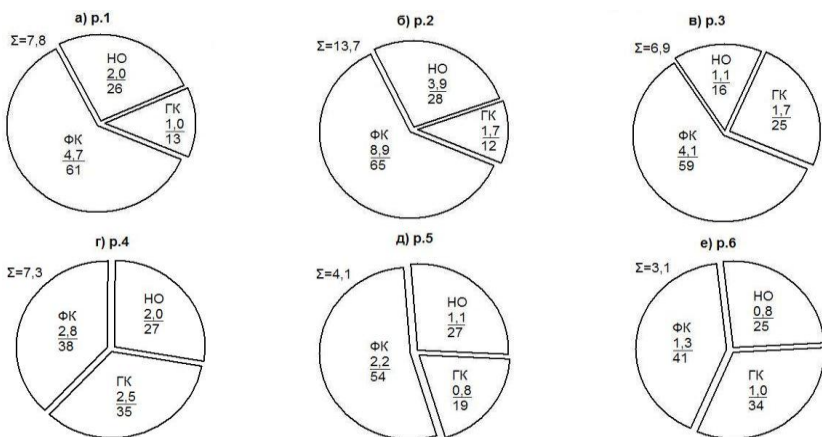 а) р.1
Σ=7,8
НО
2,0
26
ГК
1,0
13
ФК
4,7
61
б) р.2
Σ=13,7
НО
3,9
28
ГК
1,7
12
ФК
8,9
65
в) р.3
Σ=6,9
НО
1,1
16
ГК
1,7
25
ФК
4,1
59
г) р.4
Σ=7,3
НО
2,0
27
ФК
2,8
38
ГК
2,5
35
д) р.5
Σ=4,1
НО
1,1
27
ФК
2,2
54
ГК
0,8
19
е) р.6
Σ=3,1
НО
0,8
25
ФК
1,3
41
ГК
1,0
34